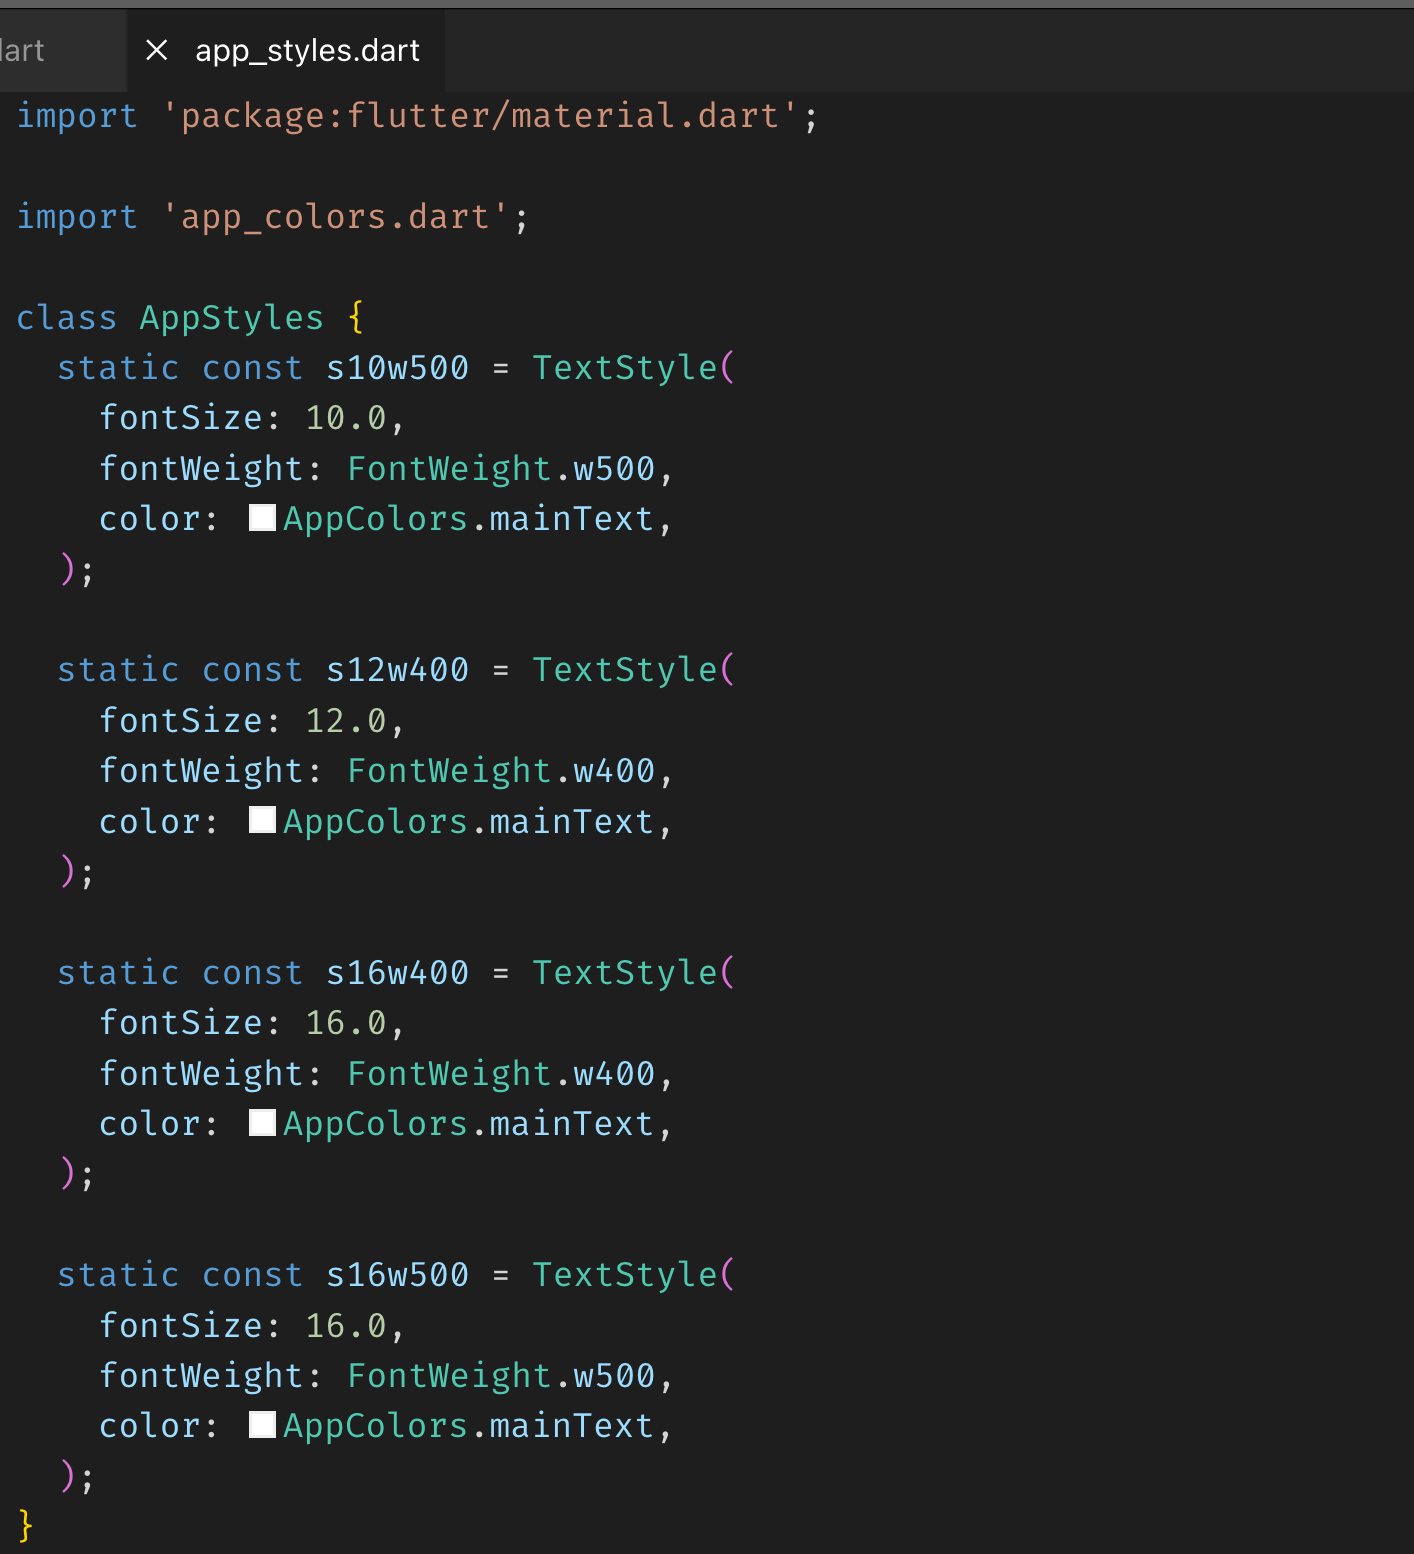 app_styles.dart
import 'package:flutter/material.dart';
import 'app_colors.dart';
class AppStyles {
static const s10w500 = TextStyle(
fontSize: 10.0,
fontWeight: FontWeight.w500,
color: AppColors.mainText,
);
static const s12w400 = TextStyle(
fontSize: 12.0,
fontWeight: FontWeight.w400,
color: AppColors.mainText,
);
static const s16w400 = TextStyle(
fontSize: 16.0,
fontWeight: FontWeight.w400,
color: AppColors.mainText,
);
static const s16w500 = TextStyle(
fontSize: 16.0,
fontWeight: FontWeight.w500,
color: AppColors.mainText,
);
}